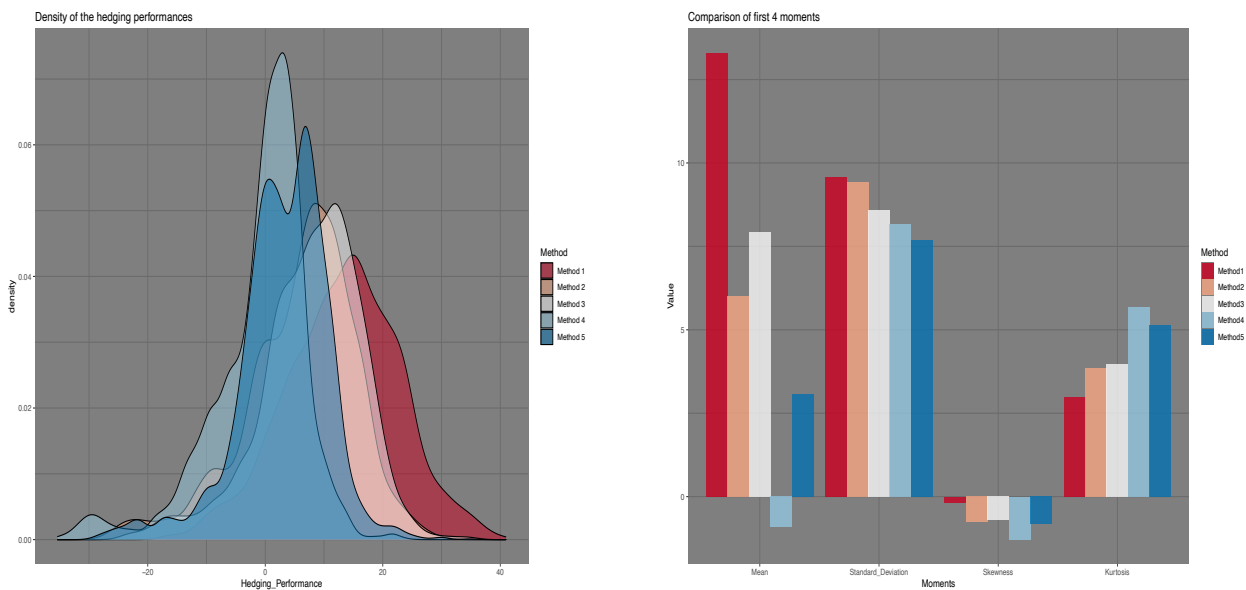 Density of the hedging performances
density
0.06
0.04
0.02
0.00
−20
0
20
40
Hedging_Performance
Method
Method 1
Method 2
Method 3
Method 4
Method 5
Comparison of first 4 moments
Value
10
5
0
Mean
Standard_Deviation
Skewness
Kurtosis
Moments
Method
Method1
Method2
Method3
Method4
Method5